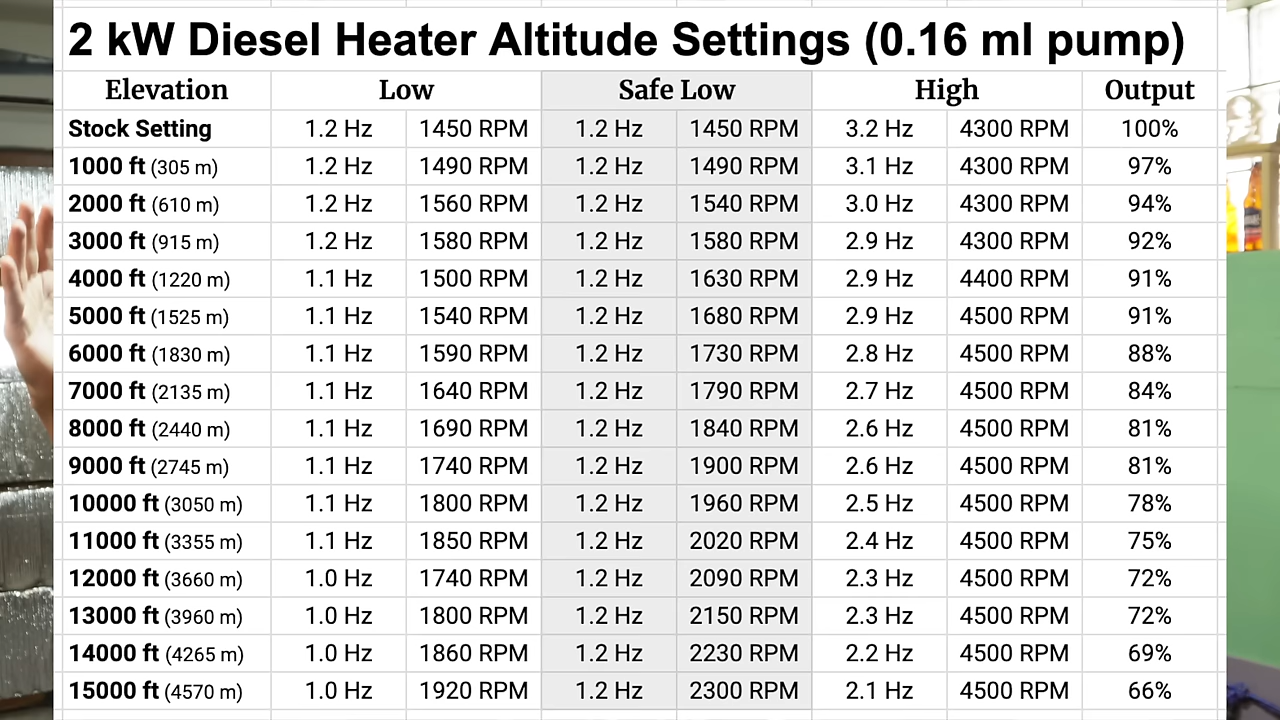 2 kW Diesel Heater Altitude Settings (0.16 ml pump)
Elevation Low Safe Low High Output
Stock Setting 1.2 Hz 1450 RPM 1.2 Hz 1450 RPM 3.2 Hz 4300 RPM 100%
1000 ft (305 m) 1.2 Hz 1490 RPM 1.2 Hz 1490 RPM 3.1 Hz 4300 RPM 97%
2000 ft (610 m) 1.2 Hz 1560 RPM 1.2 Hz 1540 RPM 3.0 Hz 4300 RPM 94%
3000 ft (915 m) 1.2 Hz 1580 RPM 1.2 Hz 1580 RPM 2.9 Hz 4300 RPM 92%
4000 ft (1220 m) 1.1 Hz 1500 RPM 1.2 Hz 1630 RPM 2.9 Hz 4400 RPM 91%
5000 ft (1525 m) 1.1 Hz 1540 RPM 1.2 Hz 1680 RPM 2.9 Hz 4500 RPM 91%
6000 ft (1830 m) 1.1 Hz 1590 RPM 1.2 Hz 1730 RPM 2.8 Hz 4500 RPM 88%
7000 ft (2135 m) 1.1 Hz 1640 RPM 1.2 Hz 1790 RPM 2.7 Hz 4500 RPM 84%
8000 ft (2440 m) 1.1 Hz 1690 RPM 1.2 Hz 1840 RPM 2.6 Hz 4500 RPM 81%
9000 ft (2745 m) 1.1 Hz 1740 RPM 1.2 Hz 1900 RPM 2.6 Hz 4500 RPM 81%
10000 ft (3050 m) 1.1 Hz 1800 RPM 1.2 Hz 1960 RPM 2.5 Hz 4500 RPM 78%
11000 ft (3355 m) 1.1 Hz 1850 RPM 1.2 Hz 2020 RPM 2.4 Hz 4500 RPM 75%
12000 ft (3660 m) 1.0 Hz 1740 RPM 1.2 Hz 2090 RPM 2.3 Hz 4500 RPM 72%
13000 ft (3960 m) 1.0 Hz 1800 RPM 1.2 Hz 2150 RPM 2.3 Hz 4500 RPM 72%
14000 ft (4265 m) 1.0 Hz 1860 RPM 1.2 Hz 2230 RPM 2.2 Hz 4500 RPM 69%
15000 ft (4570 m) 1.0 Hz 1920 RPM 1.2 Hz 2300 RPM 2.1 Hz 4500 RPM 66%